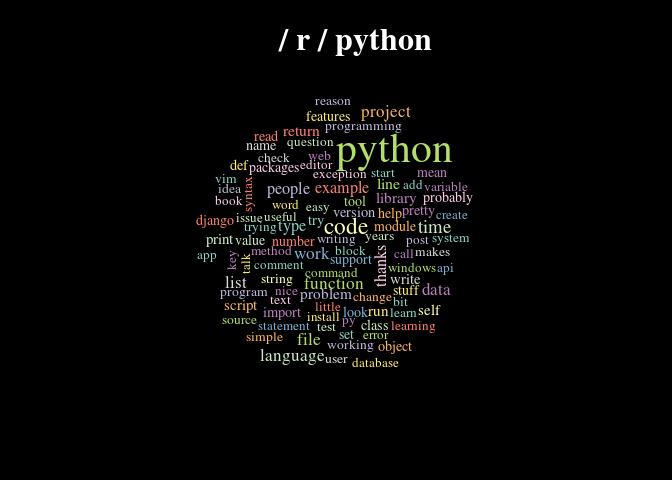 / r / python
reason
features project
read return programming
name question python
check web
def packages editor
vim exception start mean
idea syntax people example line add variable
book word easy tool library probably
django issue useful version help pretty create
trying type try code module time
print value number writing years post system
app key talk method work block support thanks call makes
comment command windows api
list string function write
program nice problem change stuff data
script text little bit
import install look run learn self
source statement test py class learning
simple file set error
working object
language user database